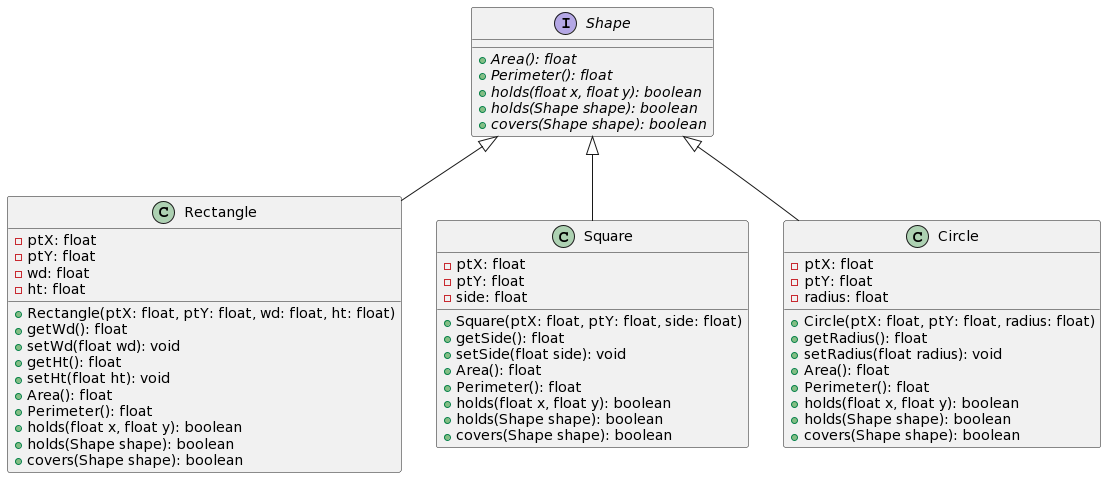 I Shape
Area(): float
Perimeter(): float
holds(float x, float y): boolean
holds(Shape shape): boolean
covers(Shape shape): boolean
C Rectangle
ptX: float
ptY: float
wd: float
ht: float
Rectangle(ptX: float, ptY: float, wd: float, ht: float)
getWd(): float
setWd(float wd): void
getHt(): float
setHt(float ht): void
Area(): float
Perimeter(): float
holds(float x, float y): boolean
holds(Shape shape): boolean
covers(Shape shape): boolean
C Square
ptX: float
ptY: float
side: float
Square(ptX: float, ptY: float, side: float)
getSide(): float
setSide(float side): void
Area(): float
Perimeter(): float
holds(float x, float y): boolean
holds(Shape shape): boolean
covers(Shape shape): boolean
C Circle
ptX: float
ptY: float
radius: float
Circle(ptX: float, ptY: float, radius: float)
getRadius(): float
setRadius(float radius): void
Area(): float
Perimeter(): float
holds(float x, float y): boolean
holds(Shape shape): boolean
covers(Shape shape): boolean